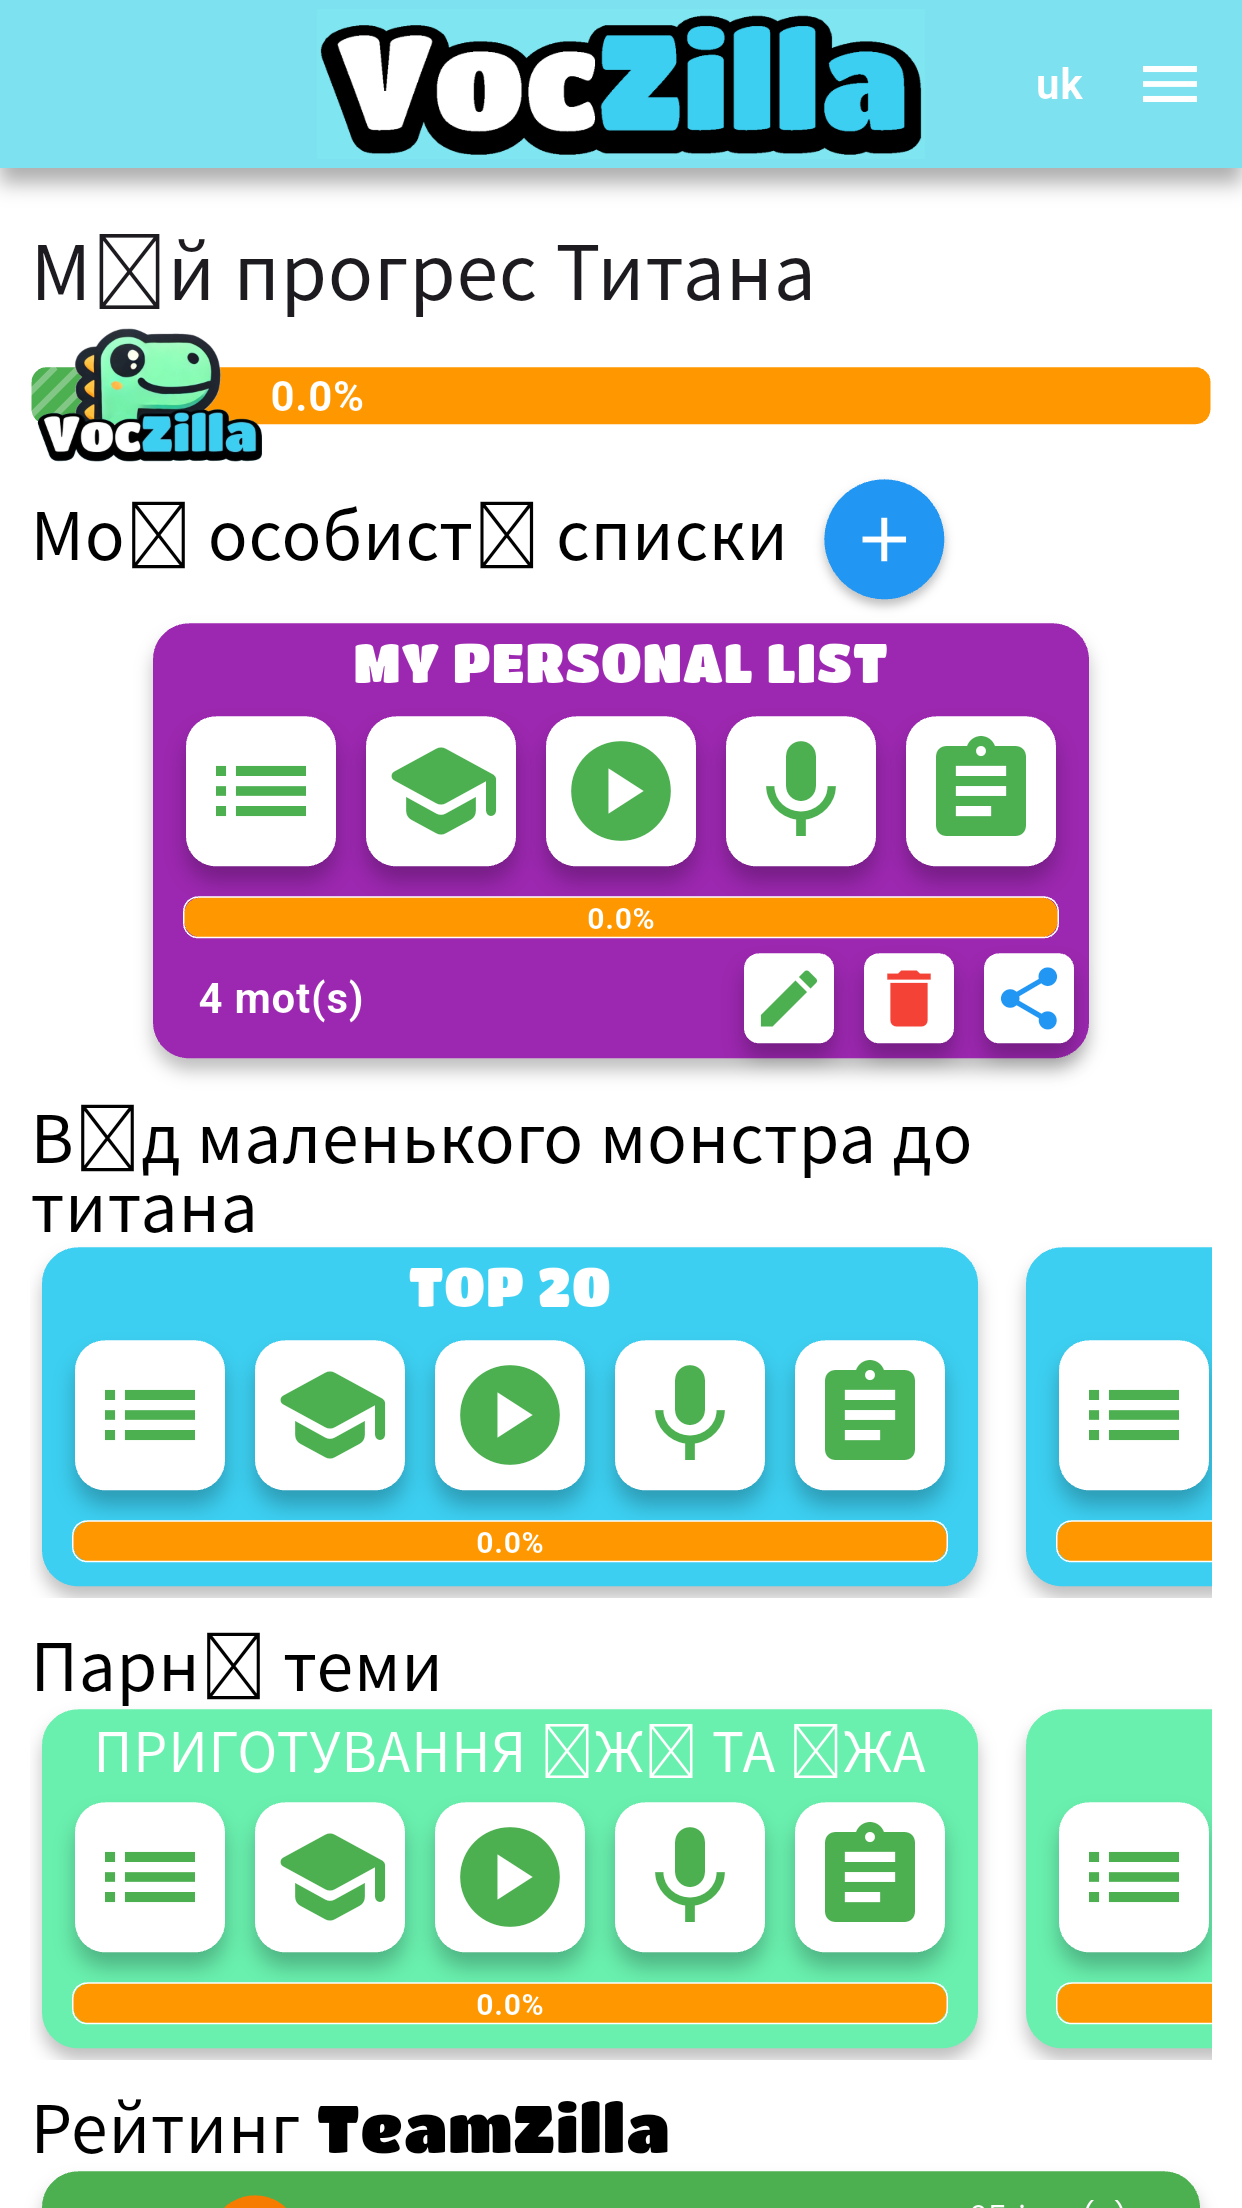 VocZilla
uk
М☒й прогрес Титана
0.0%
VocZilla
Мо☒ особист☒ списки
MY PERSONAL LIST
0.0%
4 mot(s)
В☒д маленького монстра до
титана
TOP 20
0.0%
Парн☒ теми
ПРИГОТУВАННЯ ☒Ж☒ ТА ☒ЖА
0.0%
Рейтинг TeamZilla